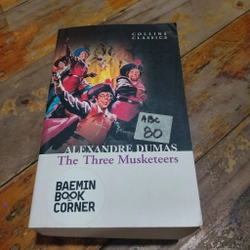 COLLINS
CLASSICS
ABC
80
ALEXANDRE DUMAS
The Three Musketeers
BAEMIN
BOOK
CORNER